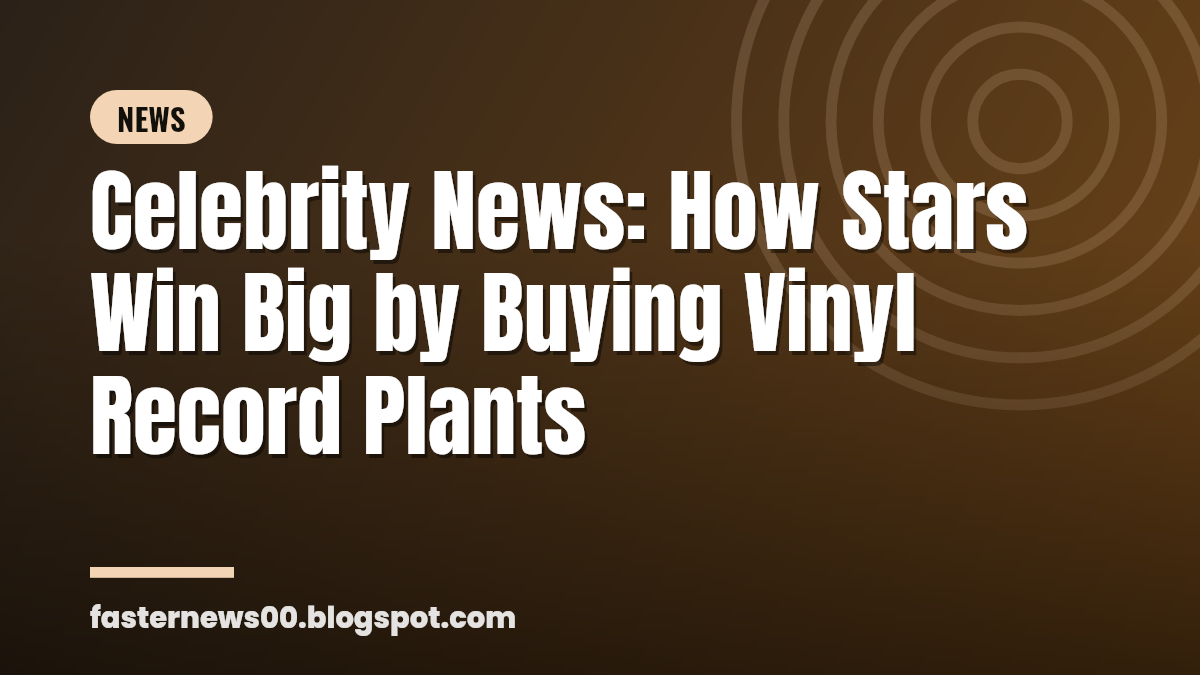 NEWS
Celebrity News: How Stars
Win Big by Buying Vinyl
Record Plants
fasternews00.blogspot.com